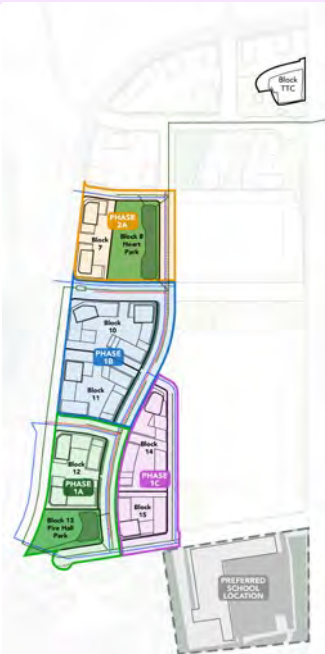 Block
TTC
PHASE
2A
Block
7
Block 8
Heart
Park
Block
10
PHASE
1B
Block
11
Block
14
PHASE
1C
Block
12
PHASE
1A
Block 13
Fire Hall
Park
Block
15
PREFERRED
SCHOOL
LOCATION